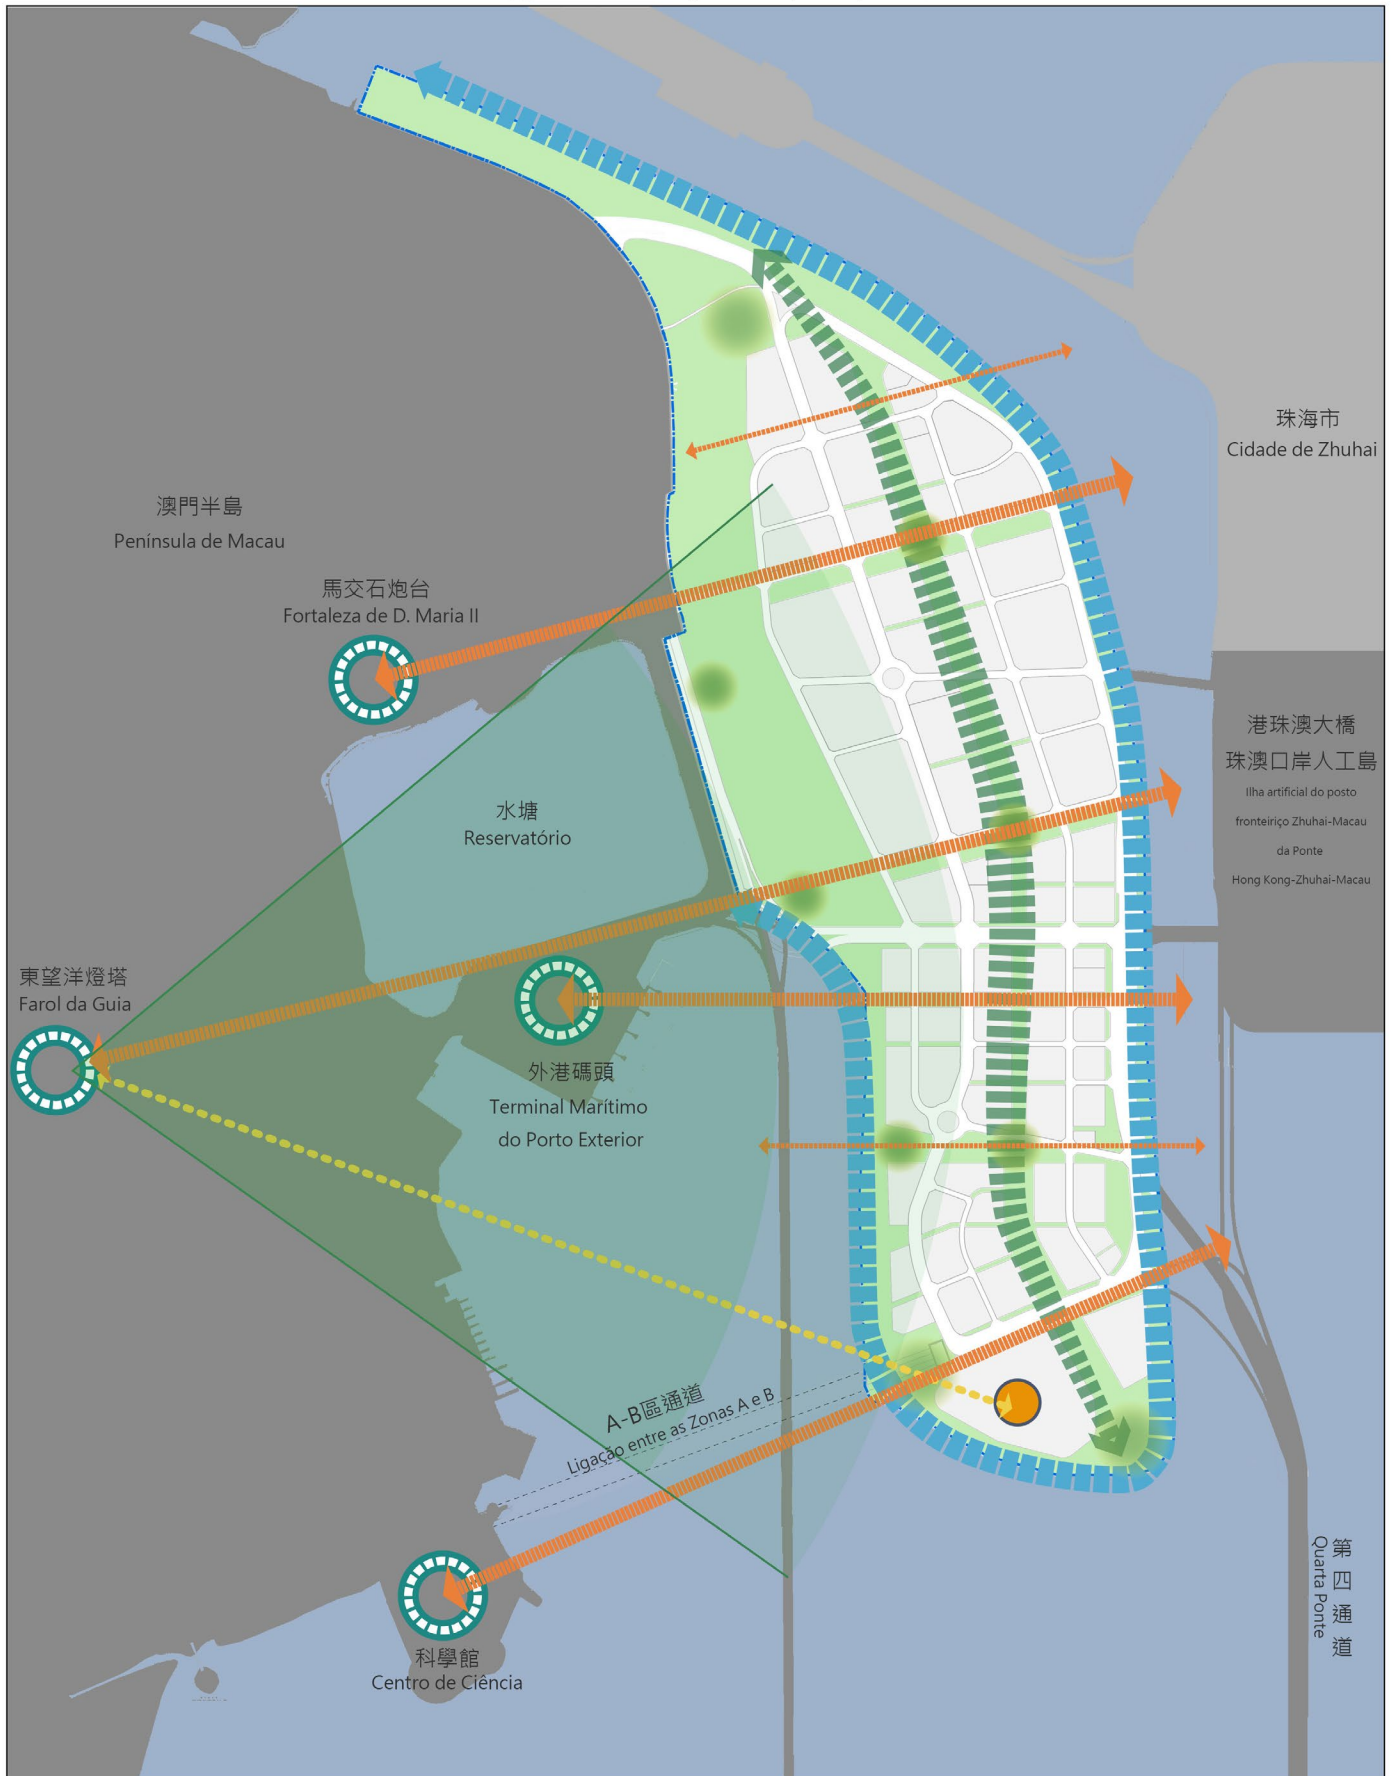 珠海市
Cidade de Zhuhai
澳門半島
Península de Macau
馬交石炮台
Fortaleza de D. Maria II
港珠澳大橋
珠澳口岸人工島
Ilha artificial do posto
fronteiriço Zhuhai-Macau
da Ponte
Hong Kong-Zhuhai-Macau
水塘
Reservatório
東望洋燈塔
Farol da Guia
外港碼頭
Terminal Marítimo
do Porto Exterior
A-B區通道
Ligação entre as Zonas A e B
第四通道
Quarta Ponte
科學館
Centro de Ciência